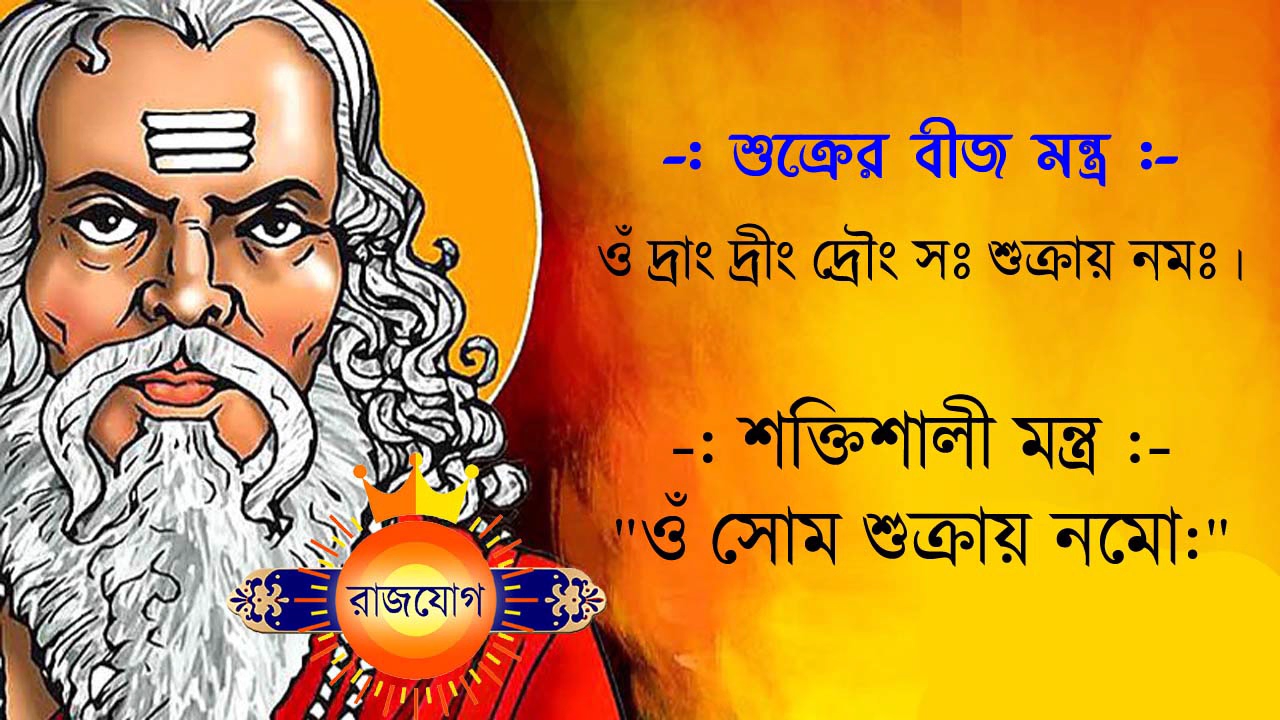 -: শুক্রের বীজ মন্ত্র :-
ওঁ দ্রাং দ্রীং দ্রৌং সঃ শুক্রায় নমঃ।
-: শক্তিশালী মন্ত্র :-
"ওঁ সোম শুক্রায় নমো:"
রাজযোগ